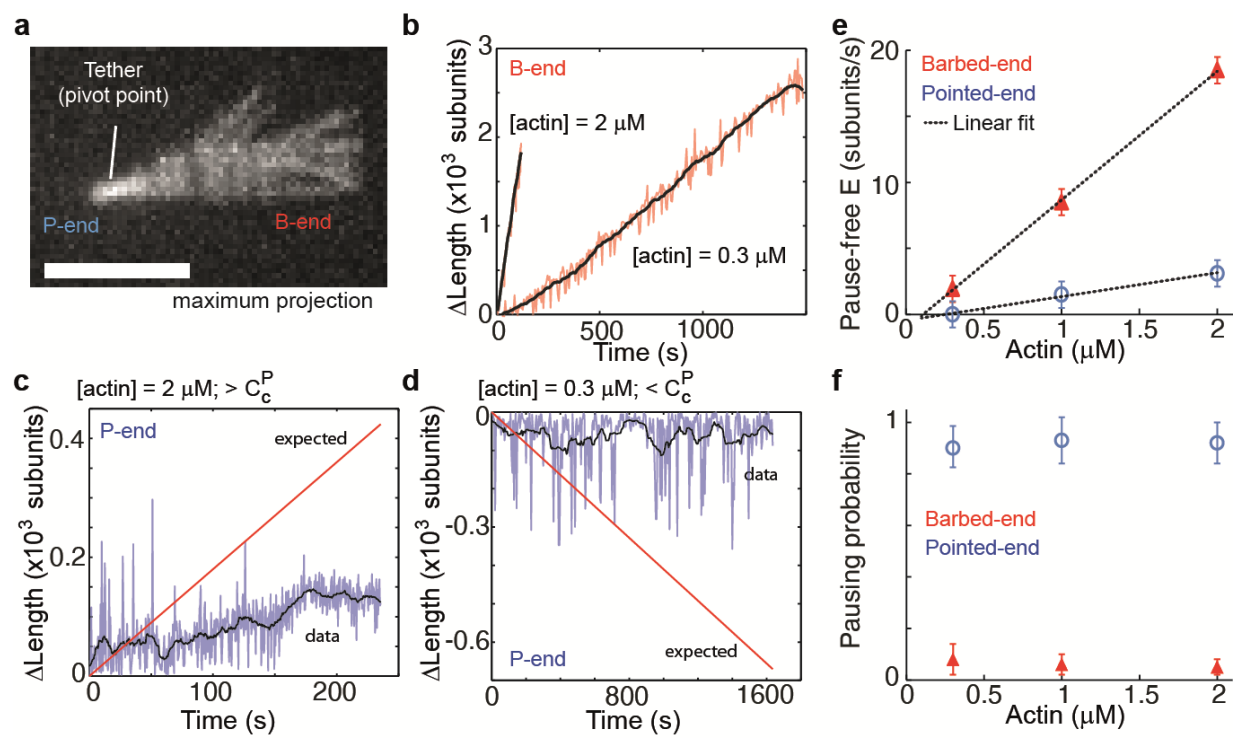 a
Tether
(pivot point)
P-end
B-end
maximum projection
b
3
2
1
0
ΔLength (x10³ subunits)
B-end
[actin] = 2 μM
[actin] = 0.3 μM
500
1000
Time (s)
e
20
10
0
Pause-free E (subunits/s)
Barbed-end
Pointed-end
Linear fit
0.5
1
1.5
2
Actin (μM)
c
[actin] = 2 μM; > C_c^P
0.4
0.2
0
ΔLength (x10³ subunits)
P-end
expected
data
0
100
200
Time (s)
d
[actin] = 0.3 μM; < C_c^P
0
-0.3
-0.6
ΔLength (x10³ subunits)
data
P-end
expected
0
800
1600
Time (s)
f
1
0
Pausing probability
Barbed-end
Pointed-end
0.5
1
1.5
2
Actin (μM)